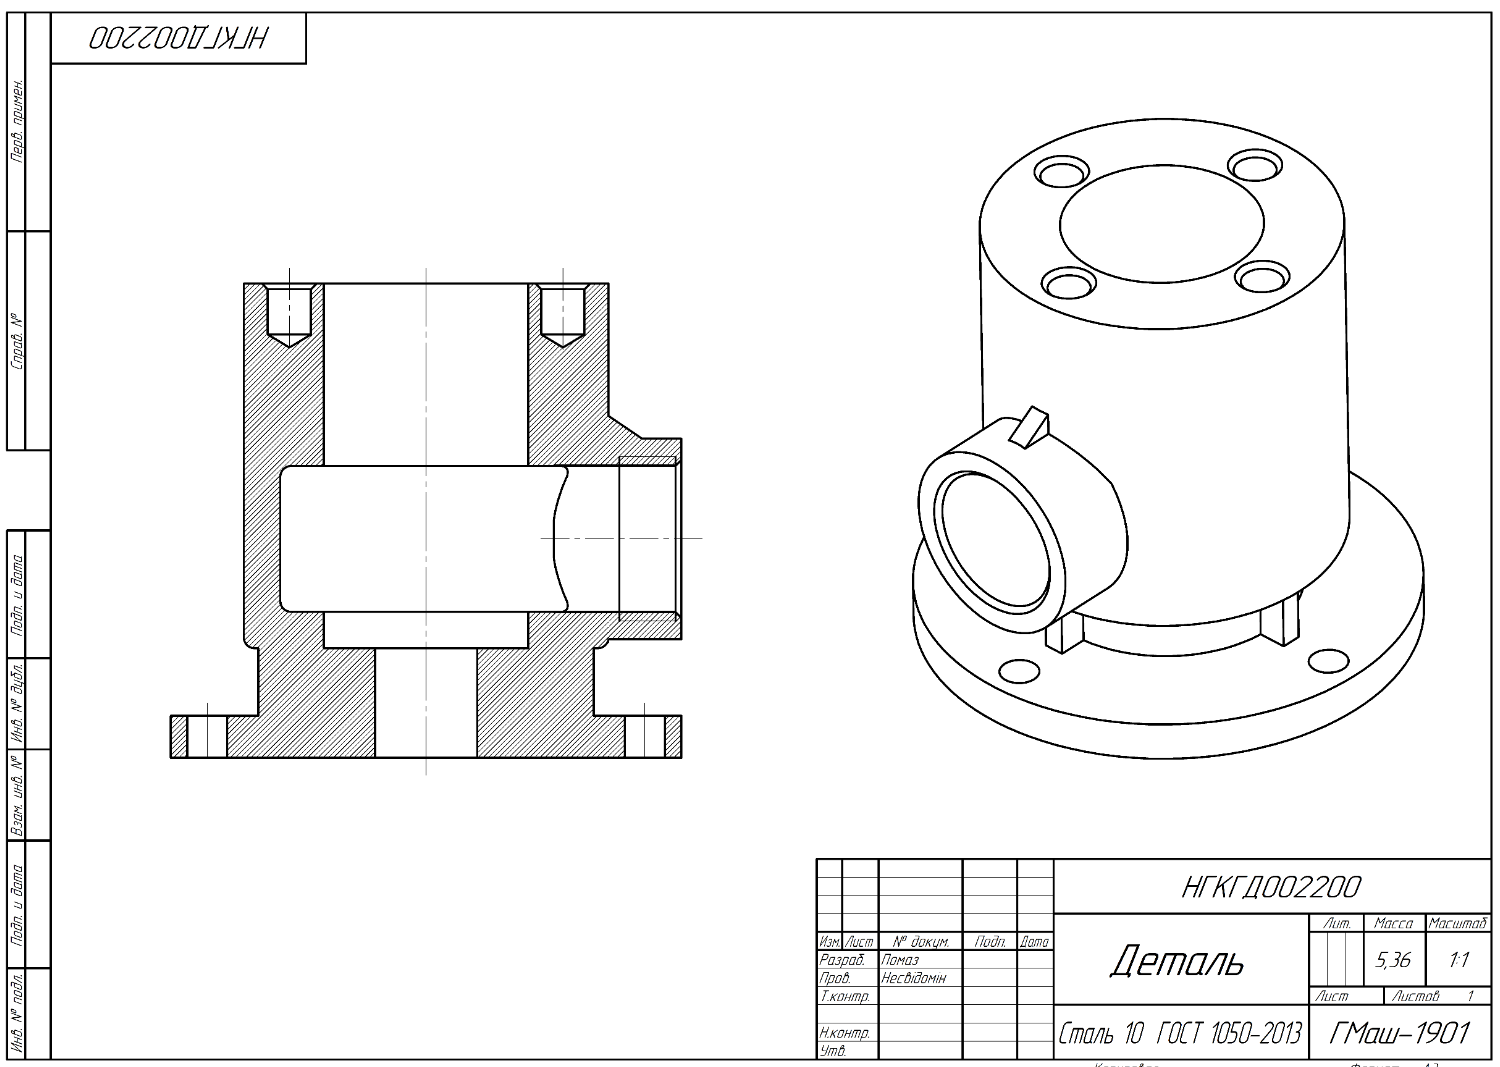 НГКГД002200
Перв. примен.
Справ. №
Подп. и дата
Инв. № дубл.
Взам. инв. №
Подп. и дата
Инв. № подл.
НГКГД002200
Лит. Масса Масштаб
Изм. Лист № докум. Подп. Дата
Разраб. Помаз
Пров. Несвідомін
Т.контр.
Н.контр.
Утв.
Деталь
5,36 1:1
Лист Листов 1
Сталь 10 ГОСТ 1050-2013
ГМаш-1901